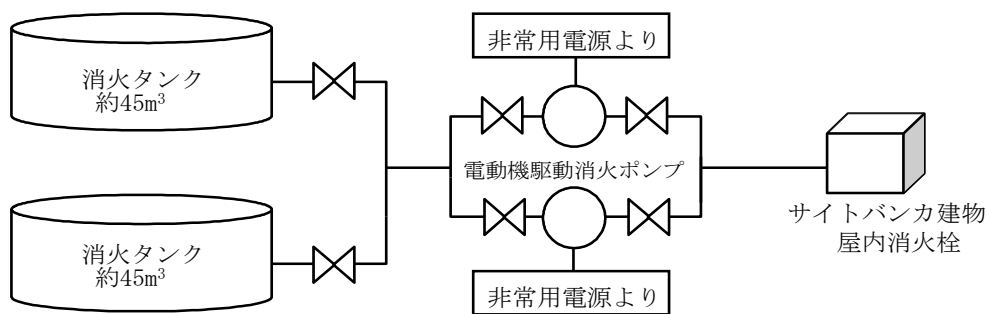 非常用電源より
消火タンク
約45m³
電動機駆動消火ポンプ
サイトバンカ建物
屋内消火栓
消火タンク
約45m³
非常用電源より